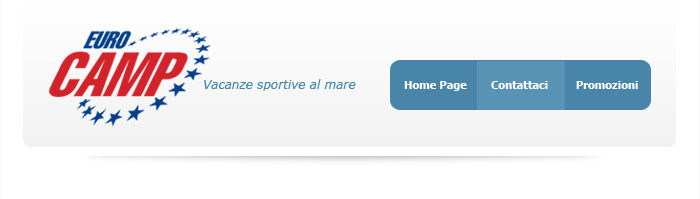 EURO
CAMP
Vacanze sportive al mare
Home Page Contattaci Promozioni